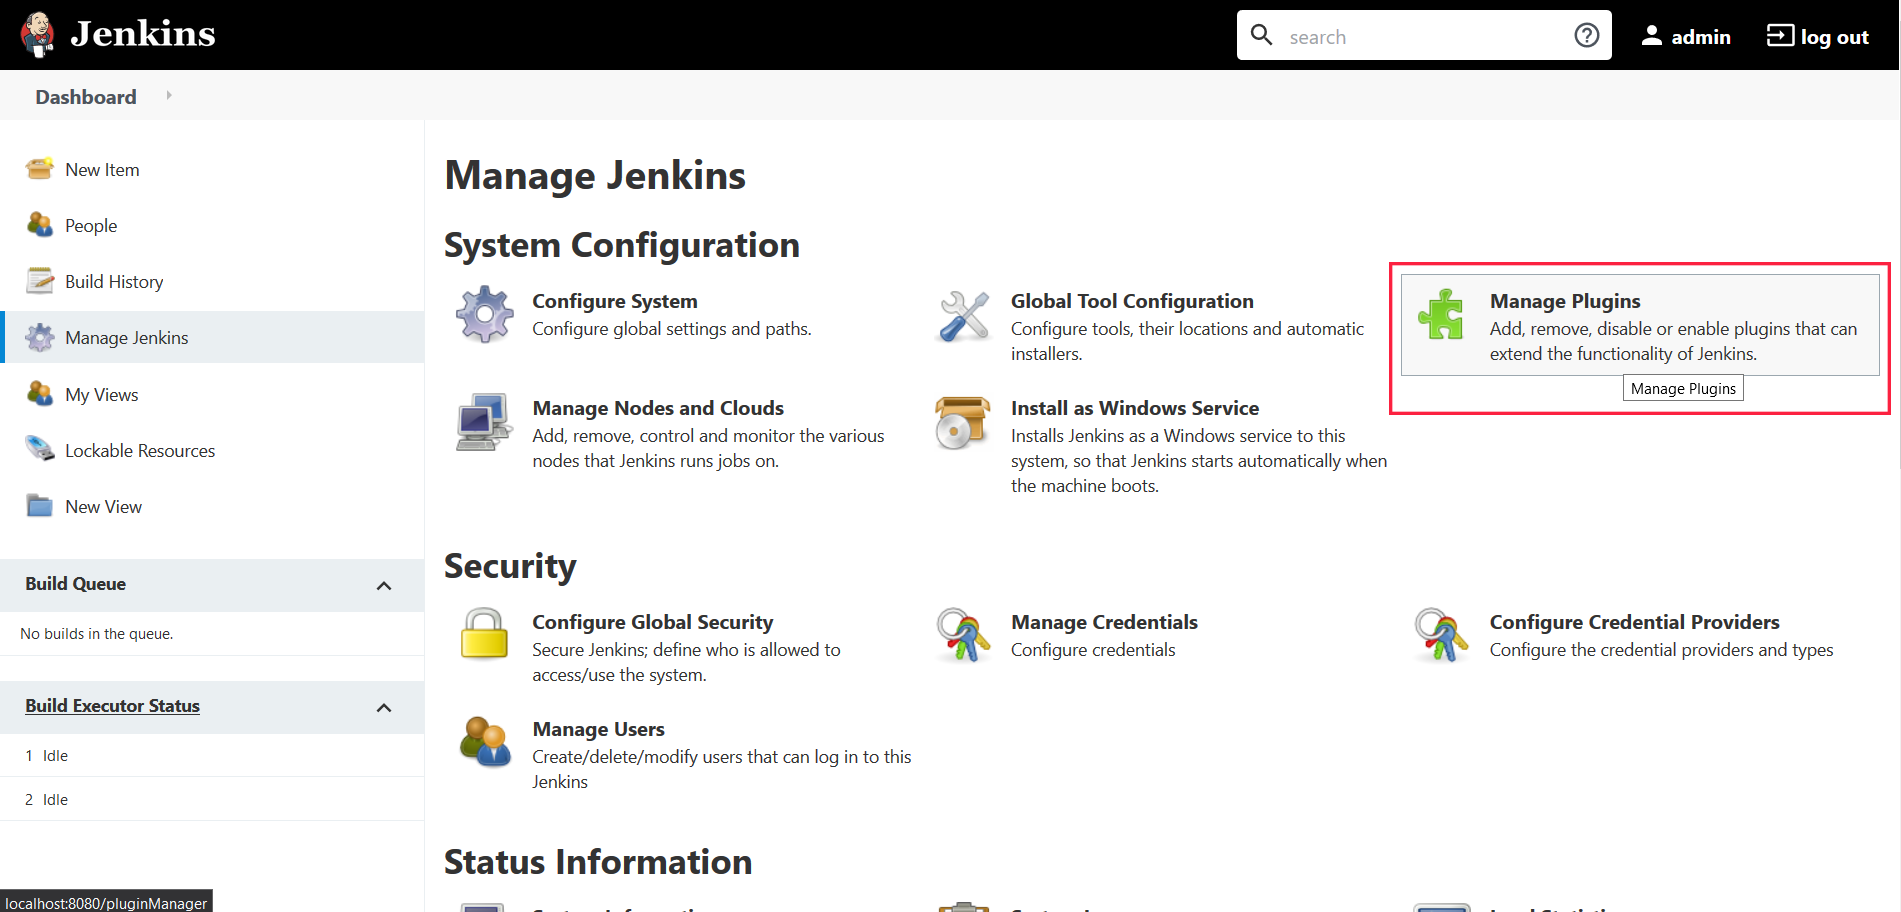 Jenkins
search
admin
log out
Dashboard
New Item
People
Build History
Manage Jenkins
My Views
Lockable Resources
New View
Build Queue
No builds in the queue.
Build Executor Status
1 Idle
2 Idle
Manage Jenkins
System Configuration
Configure System
Configure global settings and paths.
Global Tool Configuration
Configure tools, their locations and automatic
installers.
Manage Plugins
Add, remove, disable or enable plugins that can
extend the functionality of Jenkins.
Manage Plugins
Manage Nodes and Clouds
Add, remove, control and monitor the various
nodes that Jenkins runs jobs on.
Install as Windows Service
Installs Jenkins as a Windows service to this
system, so that Jenkins starts automatically when
the machine boots.
Security
Configure Global Security
Secure Jenkins; define who is allowed to
access/use the system.
Manage Credentials
Configure credentials
Configure Credential Providers
Configure the credential providers and types
Manage Users
Create/delete/modify users that can log in to this
Jenkins
Status Information
localhost:8080/pluginManager